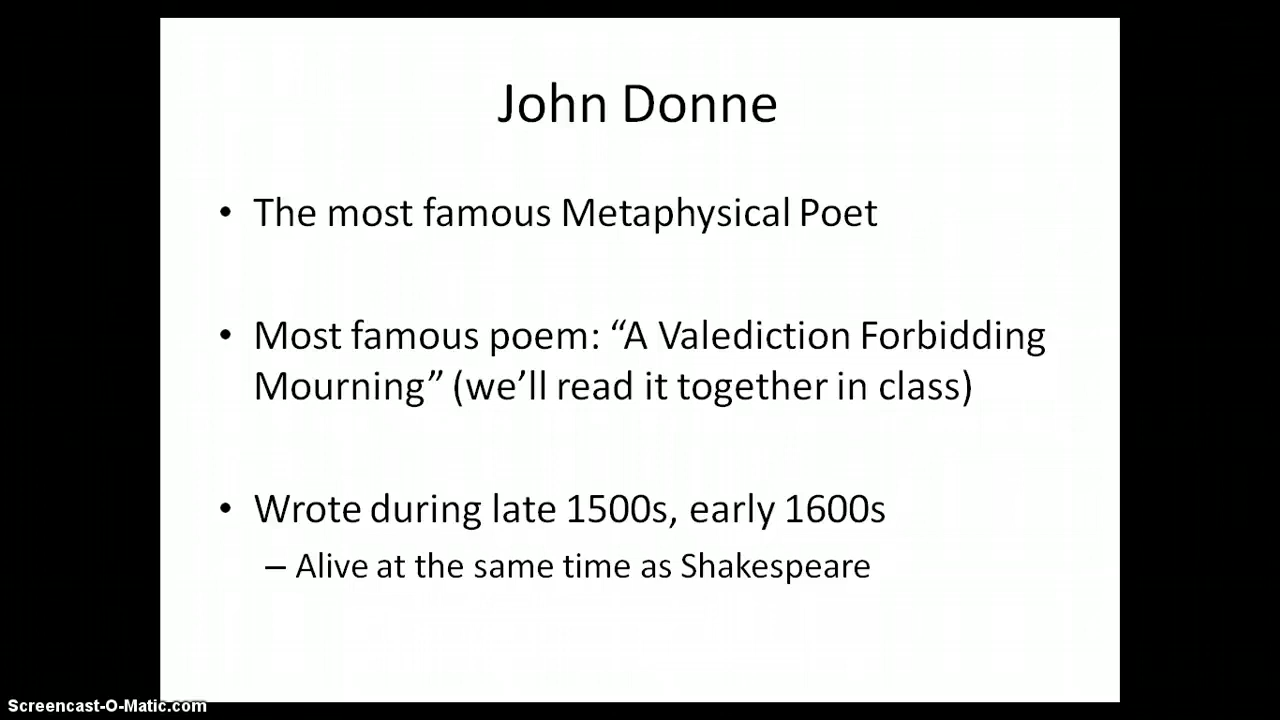 John Donne
• The most famous Metaphysical Poet
• Most famous poem: “A Valediction Forbidding
Mourning” (we’ll read it together in class)
• Wrote during late 1500s, early 1600s
– Alive at the same time as Shakespeare
Screencast-O-Matic.com